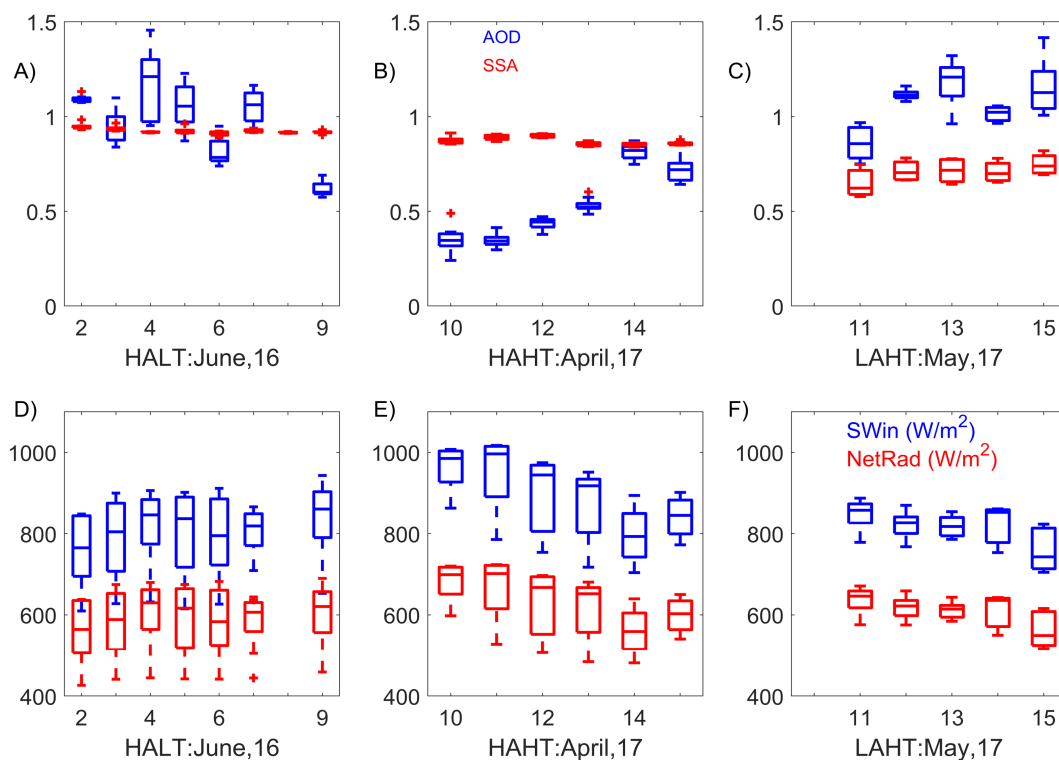 A)
1.5
1
0.5
0
2
4
6
9
HALT:June,16
B)
AOD
SSA
1.5
1
0.5
0
10
12
14
HAHT:April,17
C)
1.5
1
0.5
0
11
13
15
LAHT:May,17
D)
1000
800
600
400
2
4
6
9
HALT:June,16
E)
1000
800
600
400
10
12
14
HAHT:April,17
F)
SWin (W/m²)
NetRad (W/m²)
1000
800
600
400
11
13
15
LAHT:May,17